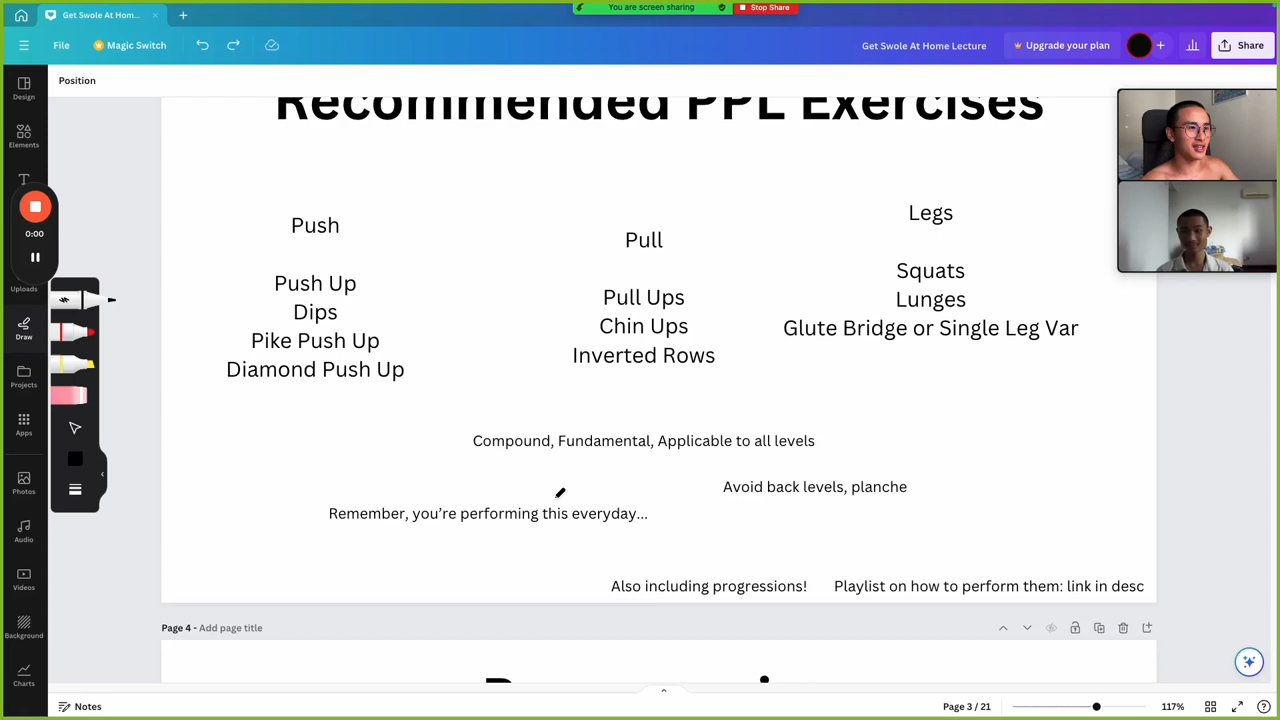 You are screen sharing
Stop Share
Get Swole At Home...
File
Magic Switch
Get Swole At Home Lecture
Upgrade your plan
Share
Position
Design
Elements
T
0:00
Uploads
Draw
Projects
Apps
Photos
Audio
Videos
Background
Charts
Recommended PPL Exercises
Push
Push Up
Dips
Pike Push Up
Diamond Push Up
Pull
Pull Ups
Chin Ups
Inverted Rows
Legs
Squats
Lunges
Glute Bridge or Single Leg Var
Compound, Fundamental, Applicable to all levels
Avoid back levels, planche
Remember, you're performing this everyday...
Also including progressions!
Playlist on how to perform them: link in desc
Page 4 - Add page title
Notes
Page 3 / 21
117%